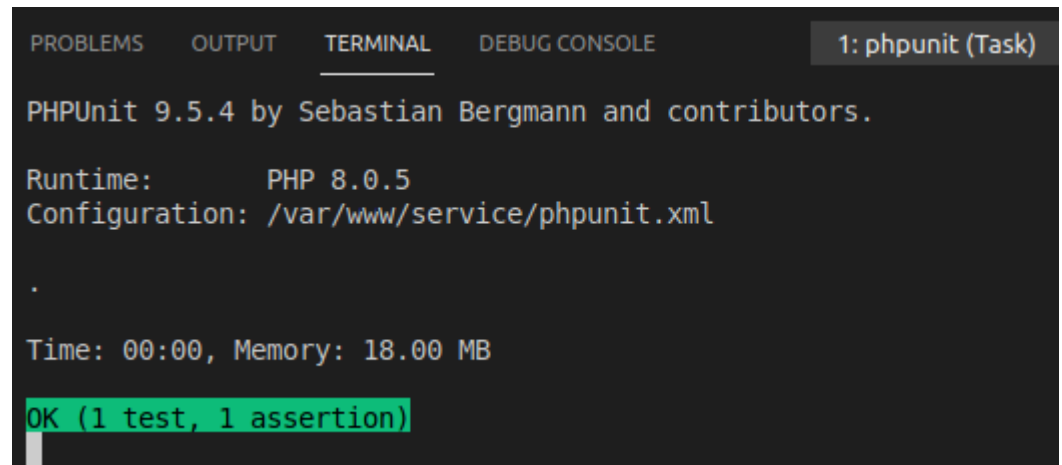 PROBLEMS OUTPUT TERMINAL DEBUG CONSOLE 1: phpunit (Task)
PHPUnit 9.5.4 by Sebastian Bergmann and contributors.
Runtime: PHP 8.0.5
Configuration: /var/www/service/phpunit.xml
.
Time: 00:00, Memory: 18.00 MB
OK (1 test, 1 assertion)